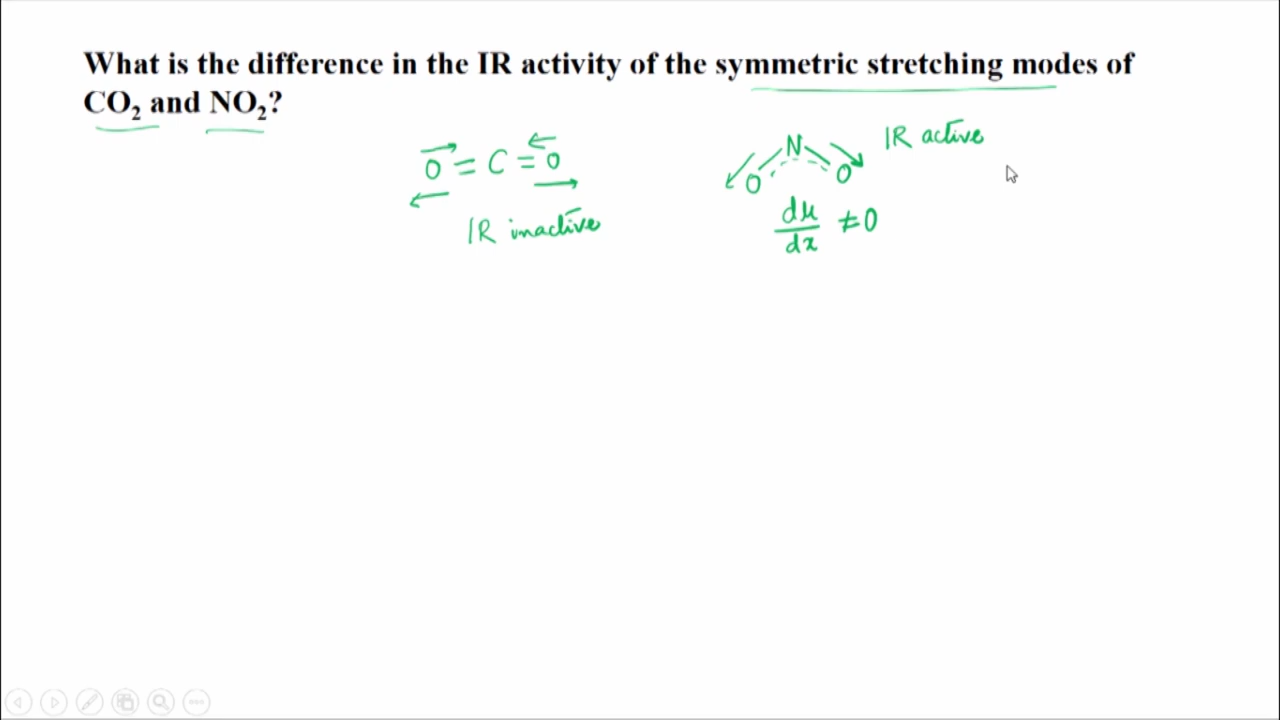 What is the difference in the IR activity of the symmetric stretching modes of
CO₂ and NO₂?
O = C = O
IR inactive
N
O O
IR active
dμ
dx
≠ 0